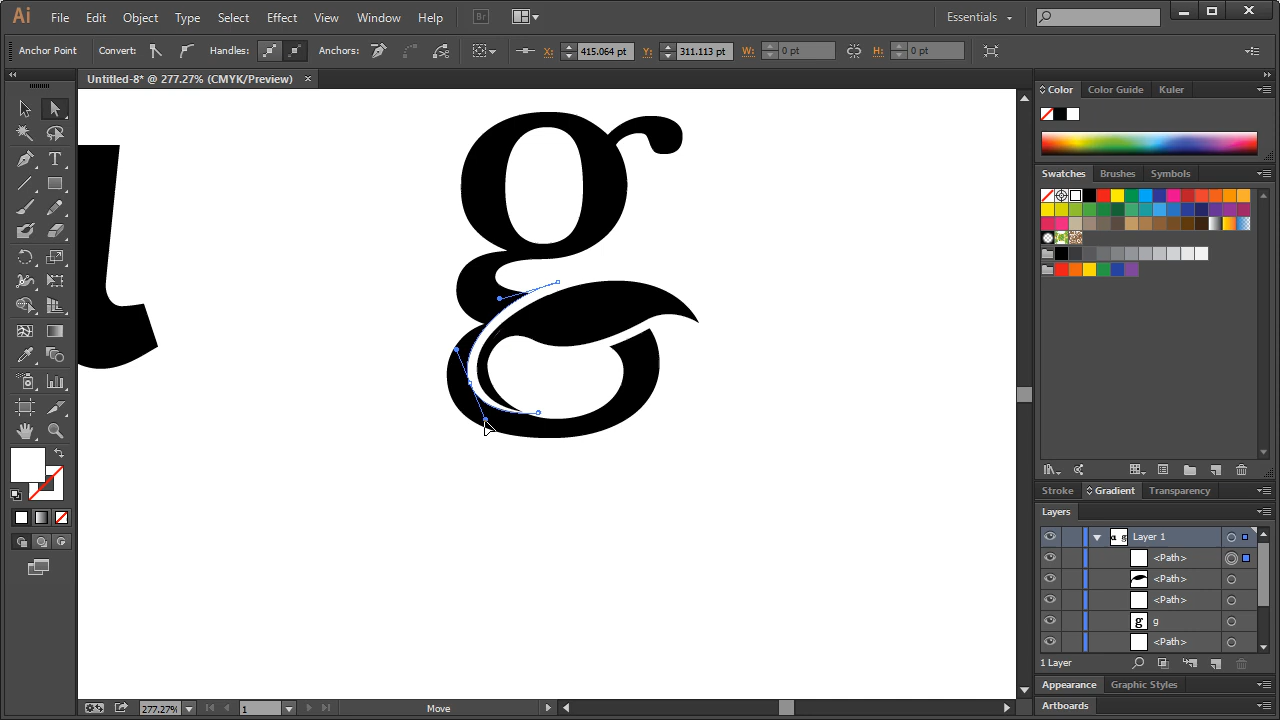 Ai File Edit Object Type Select Effect View Window Help Br Essentials
Anchor Point Convert: Handles: Anchors: X: 415.064 pt Y: 311.113 pt W: 0 pt H: 0 pt
Untitled-8* @ 277.27% (CMYK/Preview)
Color Color Guide Kuler
Swatches Brushes Symbols
g
Stroke Gradient Transparency
Layers
Layer 1
<Path>
<Path>
<Path>
g
<Path>
1 Layer
Appearance Graphic Styles
Artboards
277.27% 1 Move